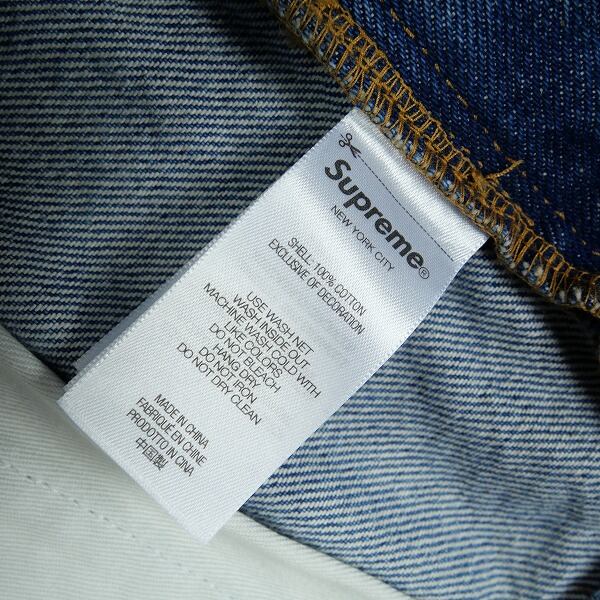 Supreme®
NEW YORK CITY
SHELL: 100% COTTON
EXCLUSIVE OF DECORATION
USE WASH NET
WASH INSIDE OUT
MACHINE WASH COLD WITH
LIKE COLORS
DO NOT BLEACH
HANG DRY
DO NOT IRON
DO NOT DRY CLEAN
MADE IN CHINA
FABRIQUE EN CHINE
PRODOTTO IN CINA
中国製